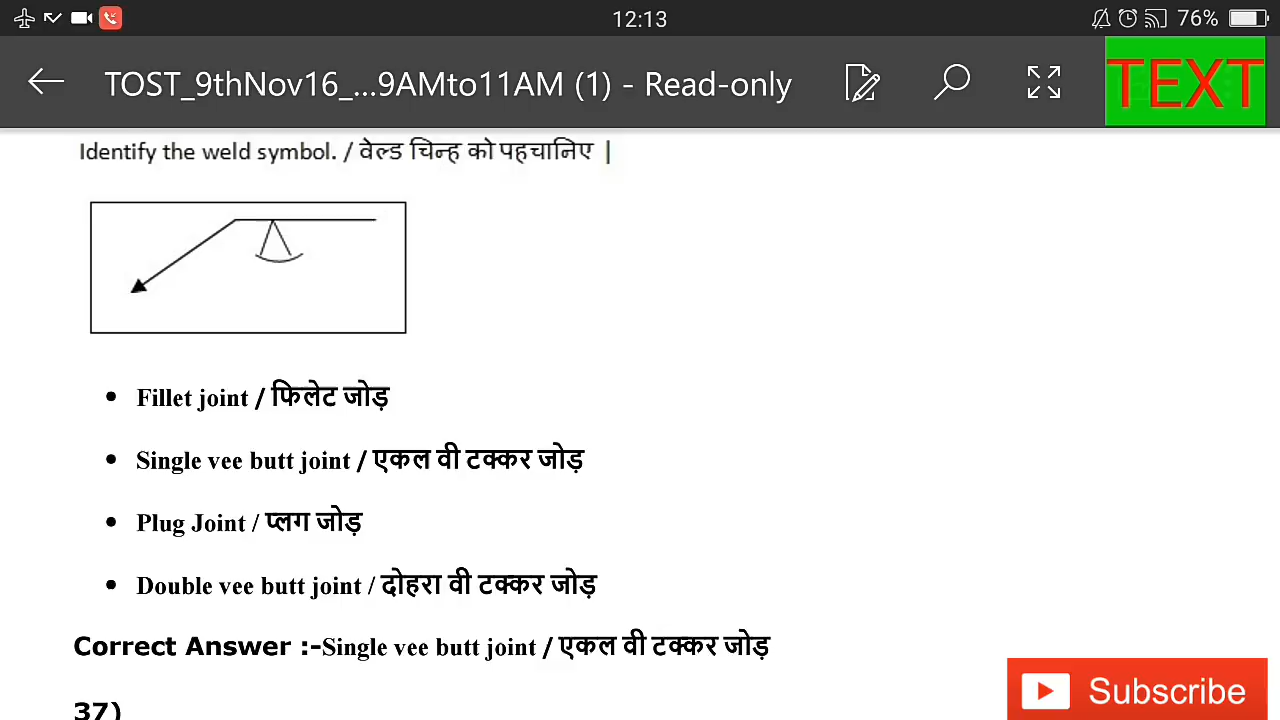 12:13
76%
TOST_9thNov16_...9AMto11AM (1) - Read-only
TEXT
Identify the weld symbol. / वेल्ड चिन्ह को पहचानिए |
Fillet joint / फिलेट जोड़
Single vee butt joint / एकल वी टक्कर जोड़
Plug Joint / प्लग जोड़
Double vee butt joint / दोहरा वी टक्कर जोड़
Correct Answer :-Single vee butt joint / एकल वी टक्कर जोड़
37)
Subscribe